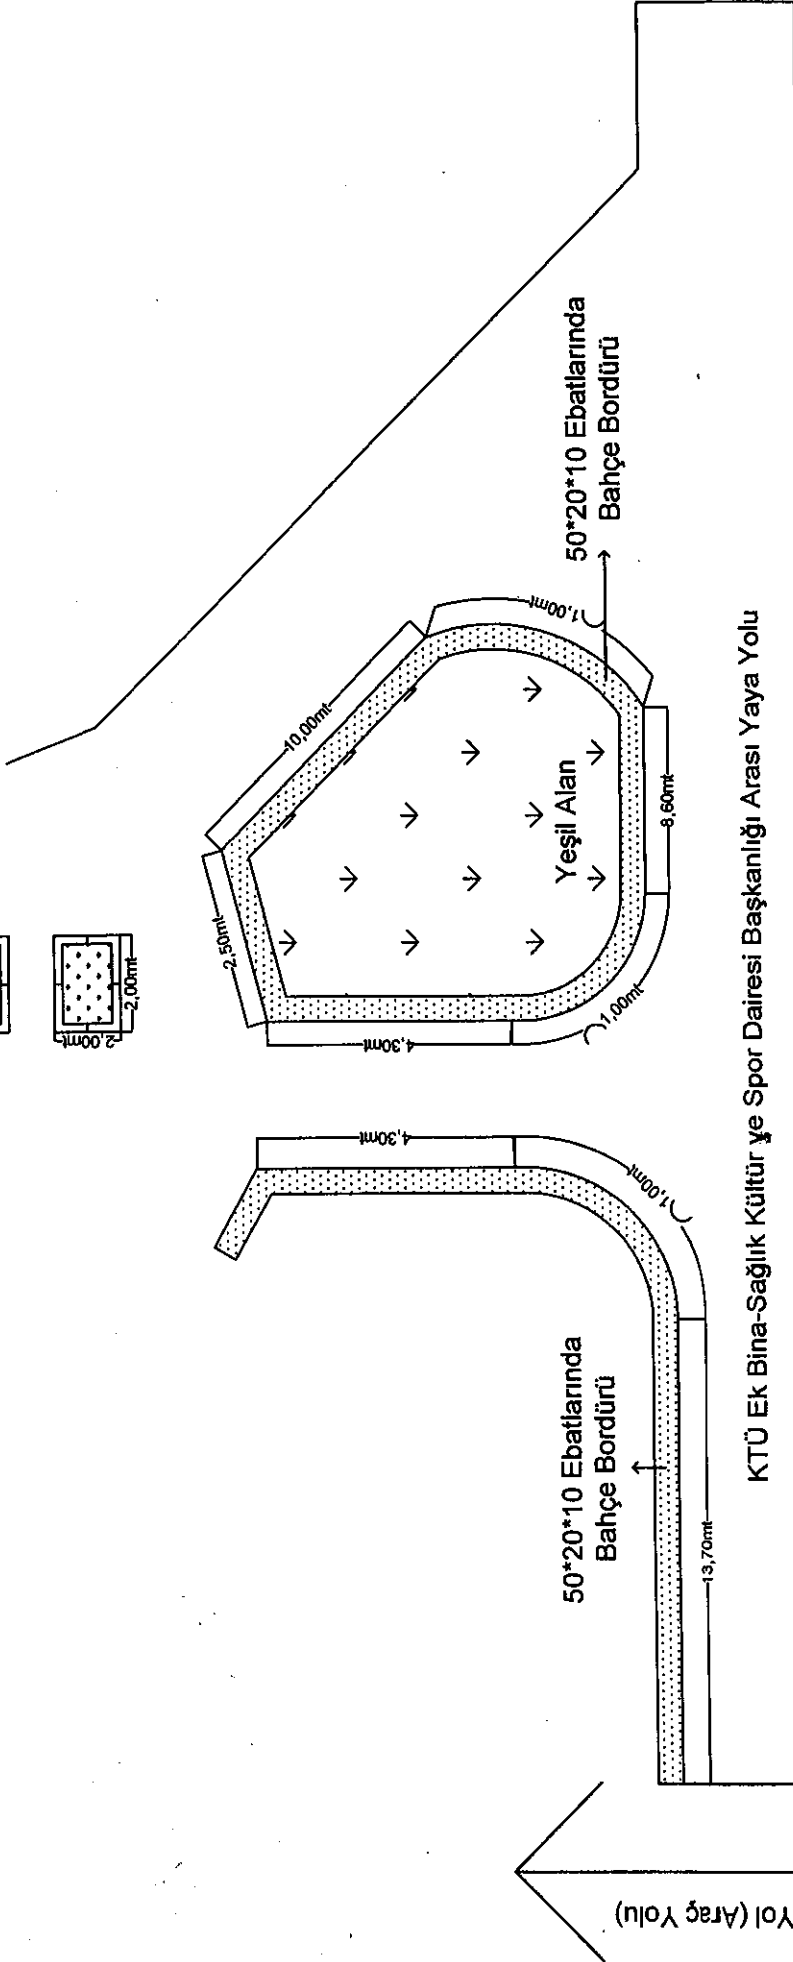 2,00mt
2,00mt
2,50mt
10,00mt
4,30mt
1,00mt
8,60mt
1,00mt
Yeşil Alan
50*20*10 Ebatlarında
Bahçe Bordürü
4,30mt
1,00mt
13,70mt
50*20*10 Ebatlarında
Bahçe Bordürü
KTÜ Ek Bina-Sağlık Kültür ve Spor Dairesi Başkanlığı Arası Yaya Yolu
Yol (Araç Yolu)